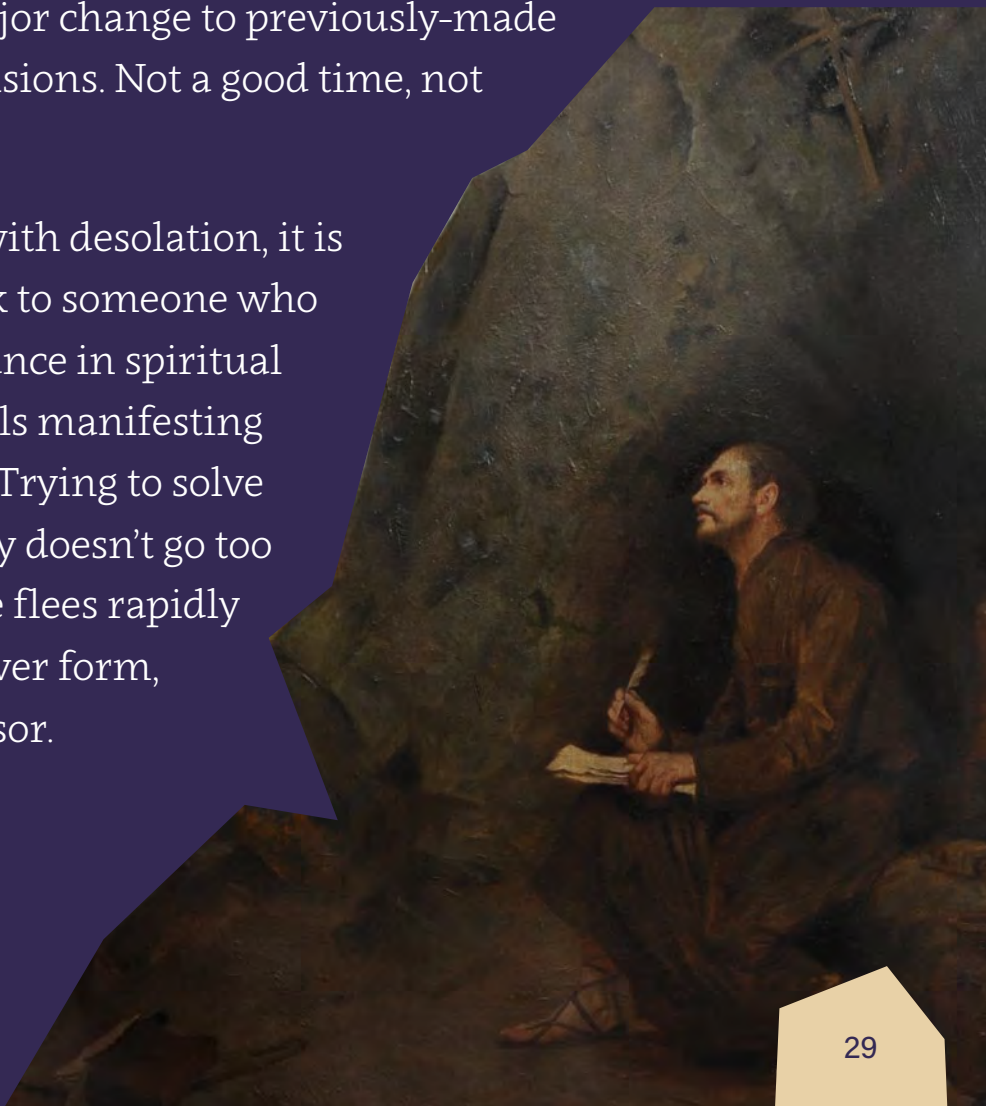 jor change to previously-made
sions. Not a good time, not
with desolation, it is
k to someone who
ance in spiritual
ls manifesting
Trying to solve
y doesn’t go too
e flees rapidly
ver form,
sor.
29